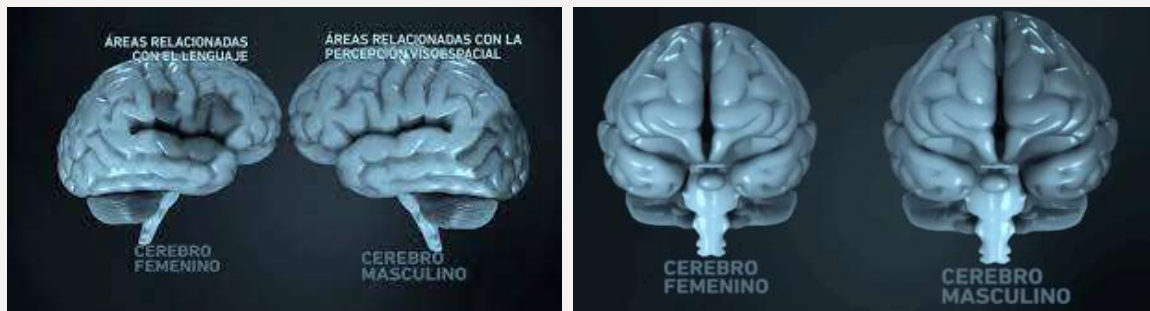 ÁREAS RELACIONADAS
CON EL LENGUAJE
ÁREAS RELACIONADAS CON LA
PERCEPCIÓN VISOESPACIAL
CEREBRO
FEMENINO
CEREBRO
MASCULINO
CEREBRO
FEMENINO
CEREBRO
MASCULINO